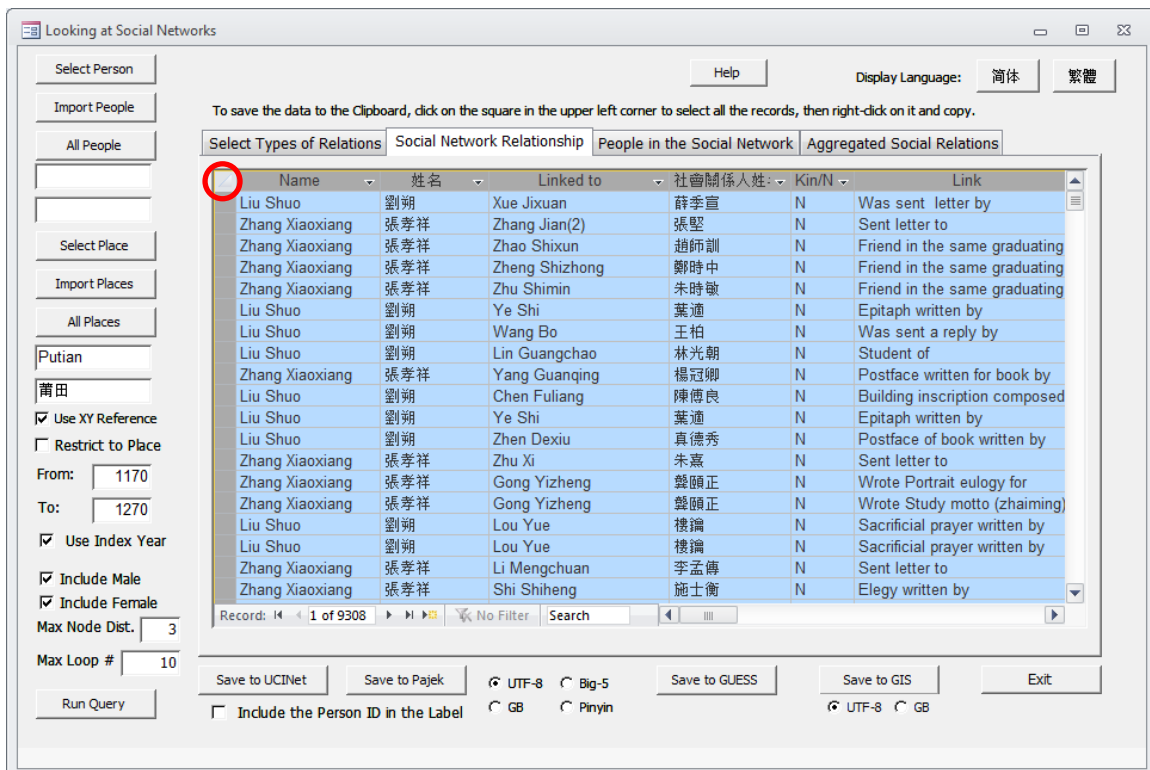 Looking at Social Networks
Select Person
Help
Display Language:
简体
繁體
Import People
To save the data to the Clipboard, click on the square in the upper left corner to select all the records, then right-click on it and copy.
All People
Select Types of Relations Social Network Relationship People in the Social Network Aggregated Social Relations
Name 姓名 Linked to 社會關係人姓 Kin/N Link
Liu Shuo 劉朔 Xue Jixuan 薛季宣 N Was sent letter by
Zhang Xiaoxiang 張孝祥 Zhang Jian(2) 張堅 N Sent letter to
Zhang Xiaoxiang 張孝祥 Zhao Shixun 趙師訓 N Friend in the same graduating
Zhang Xiaoxiang 張孝祥 Zheng Shizhong 鄭時中 N Friend in the same graduating
Zhang Xiaoxiang 張孝祥 Zhu Shimin 朱時敏 N Friend in the same graduating
Liu Shuo 劉朔 Ye Shi 葉適 N Epitaph written by
Liu Shuo 劉朔 Wang Bo 王柏 N Was sent a reply by
Liu Shuo 劉朔 Lin Guangchao 林光朝 N Student of
Zhang Xiaoxiang 張孝祥 Yang Guanqing 楊冠卿 N Postface written for book by
Liu Shuo 劉朔 Chen Fuliang 陳傅良 N Building inscription composed
Liu Shuo 劉朔 Ye Shi 葉適 N Epitaph written by
Liu Shuo 劉朔 Zhen Dexiu 真德秀 N Postface of book written by
Zhang Xiaoxiang 張孝祥 Zhu Xi 朱熹 N Sent letter to
Zhang Xiaoxiang 張孝祥 Gong Yizheng 龔頤正 N Wrote Portrait eulogy for
Zhang Xiaoxiang 張孝祥 Gong Yizheng 龔頤正 N Wrote Study motto (zhaiming)
Liu Shuo 劉朔 Lou Yue 樓鑰 N Sacrificial prayer written by
Liu Shuo 劉朔 Lou Yue 樓鑰 N Sacrificial prayer written by
Zhang Xiaoxiang 張孝祥 Li Mengchuan 李孟傳 N Sent letter to
Zhang Xiaoxiang 張孝祥 Shi Shiheng 施士衡 N Elegy written by
Record: 1 of 9308 No Filter Search
Select Place
Import Places
All Places
Putian
莆田
Use XY Reference
Restrict to Place
From: 1170
To: 1270
Use Index Year
Include Male
Include Female
Max Node Dist. 3
Max Loop # 10
Run Query
Save to UCINet
Save to Pajek
UTF-8 Big-5
GB Pinyin
Save to GUESS
Save to GIS
UTF-8 GB
Exit
Include the Person ID in the Label